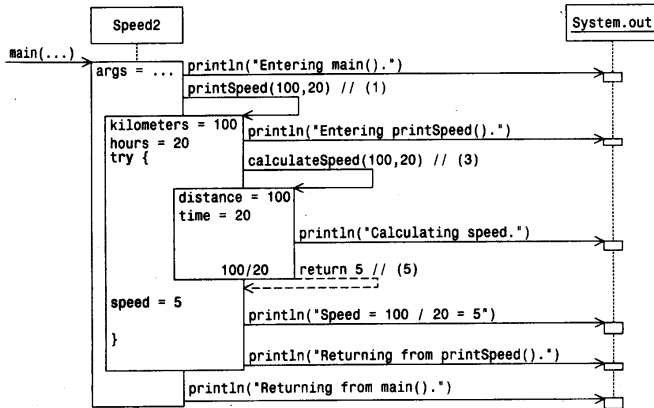 Speed2
System.out
main(...)
args = ...
println("Entering main().")
printSpeed(100,20) // (1)
kilometers = 100
hours = 20
try {
println("Entering printSpeed().")
calculateSpeed(100,20) // (3)
distance = 100
time = 20
println("Calculating speed.")
100/20
return 5 // (5)
speed = 5
println("Speed = 100 / 20 = 5")
}
println("Returning from printSpeed().")
println("Returning from main().")